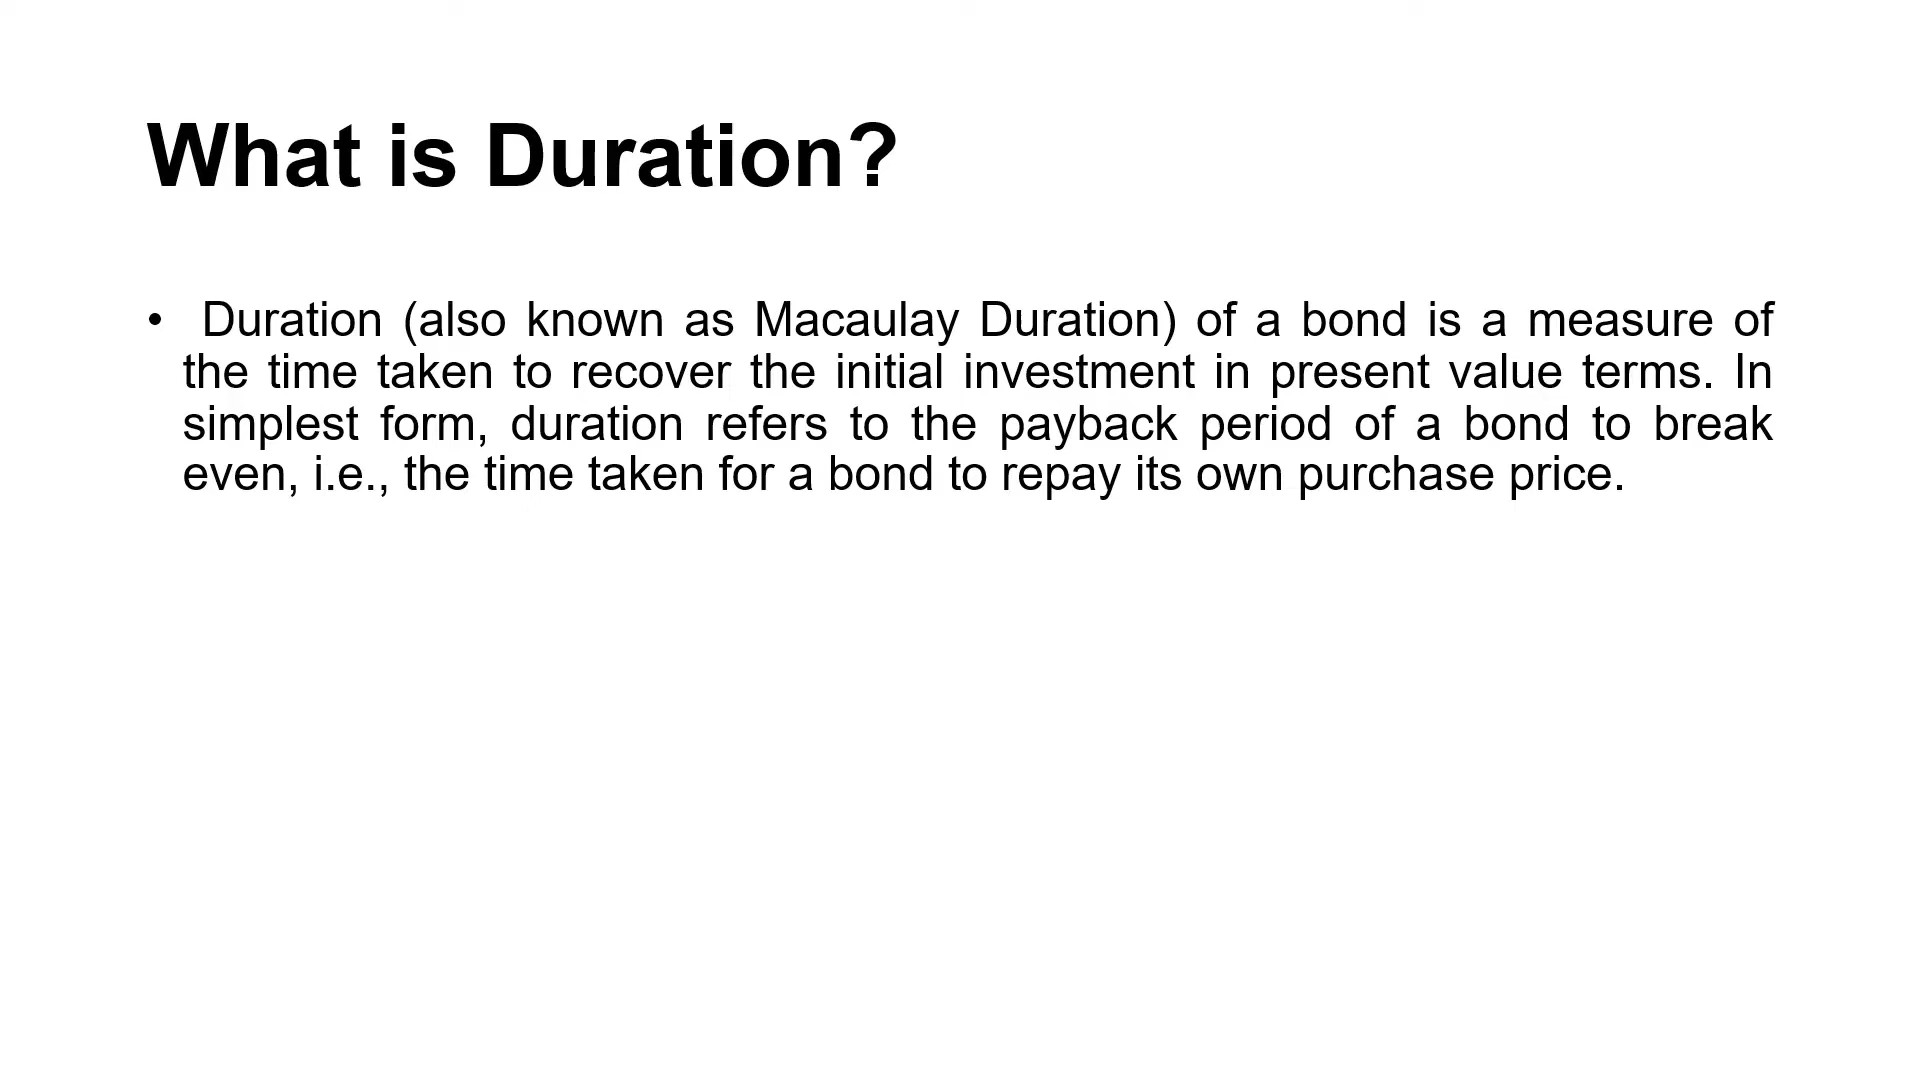 What is Duration?
• Duration (also known as Macaulay Duration) of a bond is a measure of
the time taken to recover the initial investment in present value terms. In
simplest form, duration refers to the payback period of a bond to break
even, i.e., the time taken for a bond to repay its own purchase price.